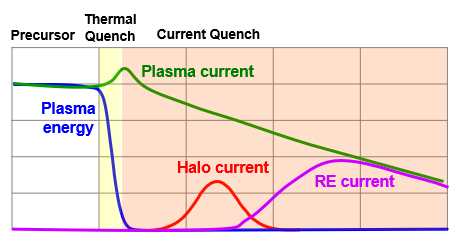 Precursor
Thermal
Quench
Current Quench
Plasma current
Plasma
energy
Halo current
RE current